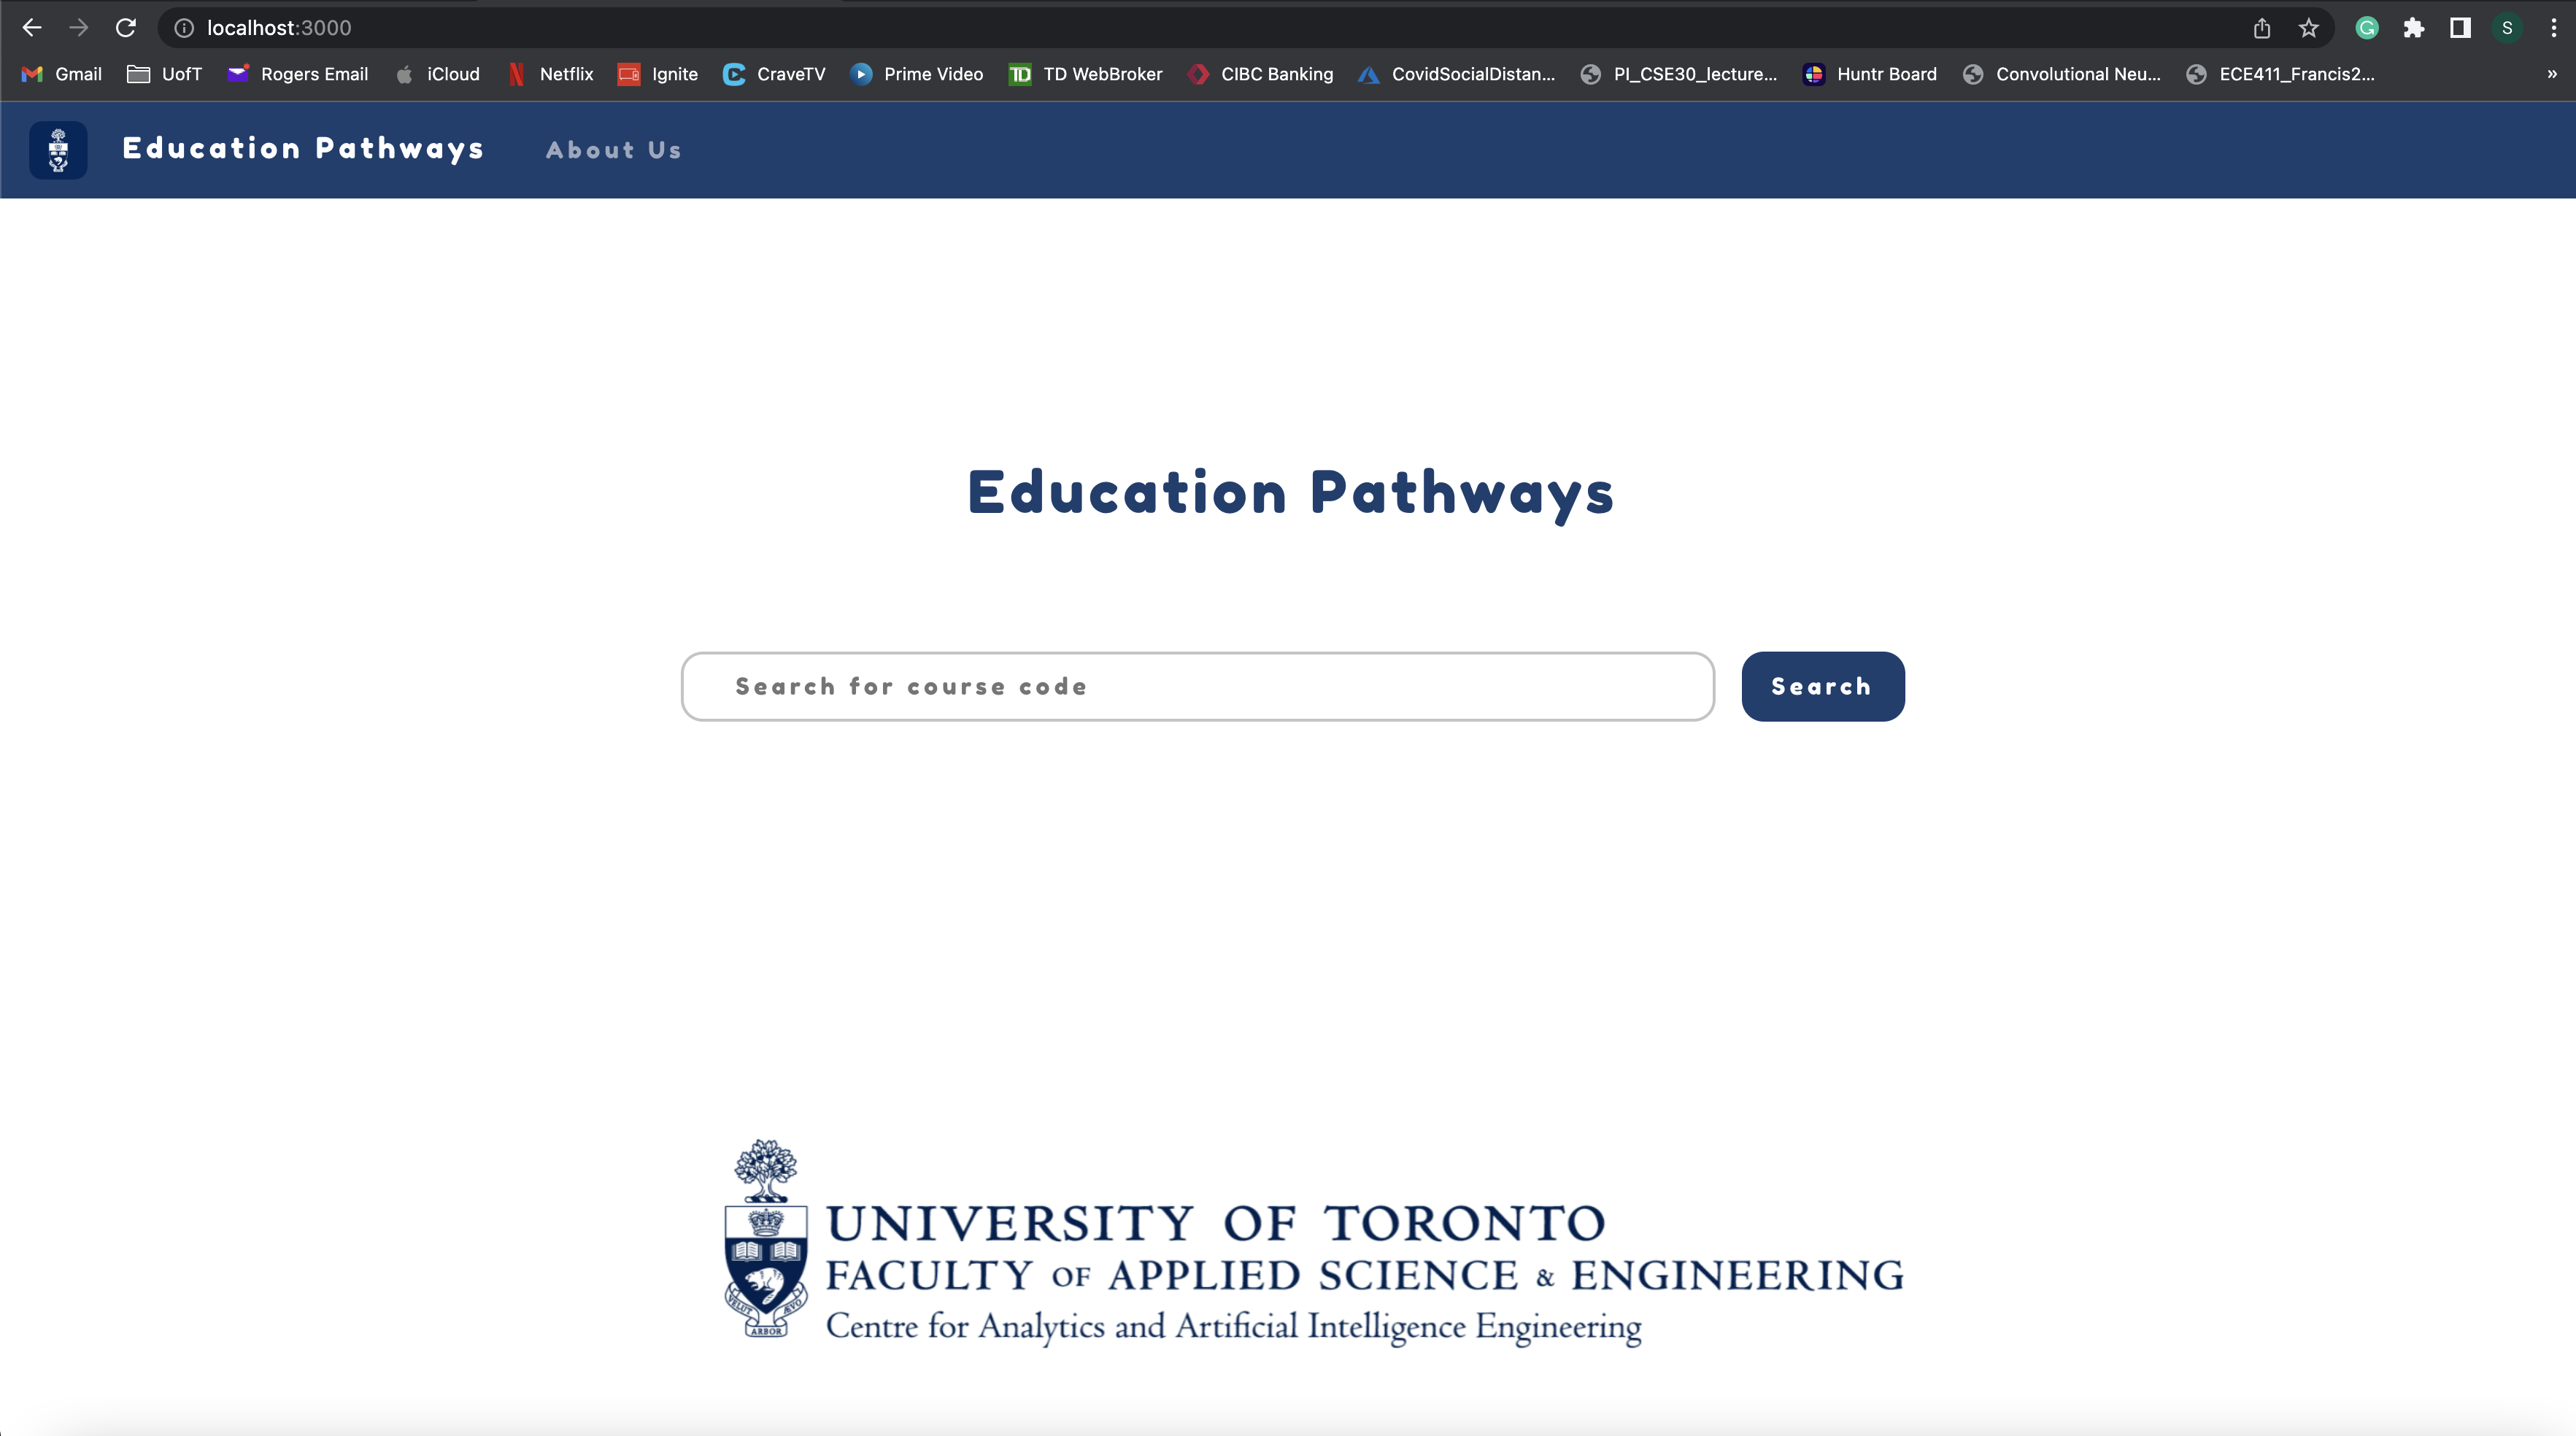 localhost:3000
S
Gmail UofT Rogers Email iCloud Netflix Ignite CraveTV Prime Video TD TD WebBroker CIBC Banking CovidSocialDistan... PI_CSE30_lecture... Huntr Board Convolutional Neu... ECE411_Francis2... »
Education Pathways About Us
Education Pathways
Search for course code Search
UNIVERSITY OF TORONTO
FACULTY OF APPLIED SCIENCE & ENGINEERING
Centre for Analytics and Artificial Intelligence Engineering
VELUT ÆVO
ARBOR